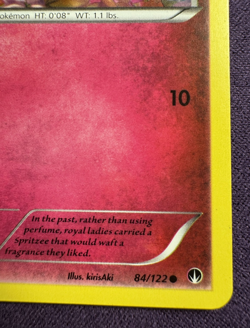 okémon HT: 0'08" WT: 1.1 lbs.
10
In the past, rather than using
perfume, royal ladies carried a
Spritzee that would waft a
fragrance they liked.
Illus. kirisAki
84/122